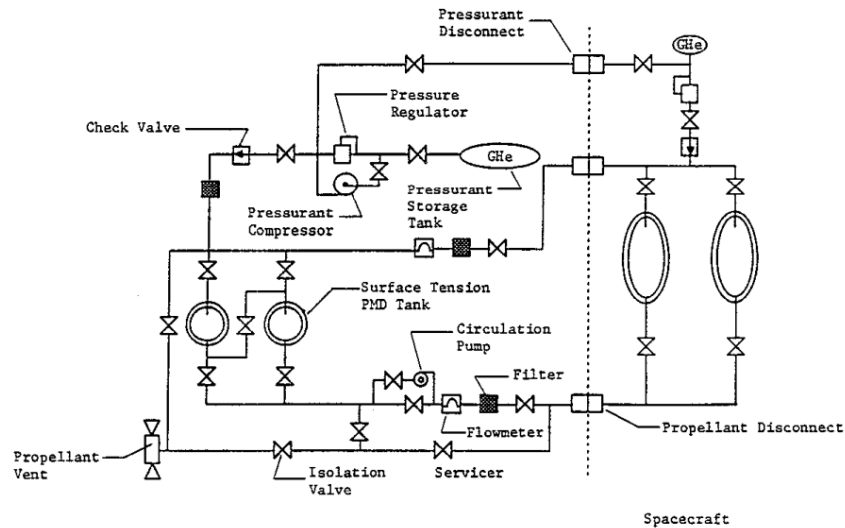 Pressurant
Disconnect
GHe
Pressure
Regulator
Check Valve
GHe
Pressurant
Storage
Tank
Pressurant
Compressor
Surface Tension
PMD Tank
Circulation
Pump
Filter
Flowmeter
Propellant Disconnect
Propellant
Vent
Isolation
Valve
Servicer
Spacecraft